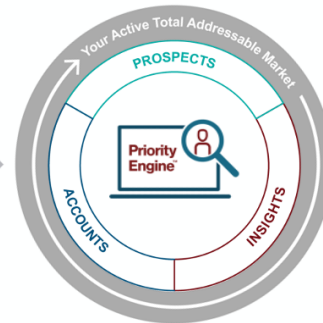 Your Active Total Addressable Market
PROSPECTS
Priority
Engine™
ACCOUNTS
INSIGHTS